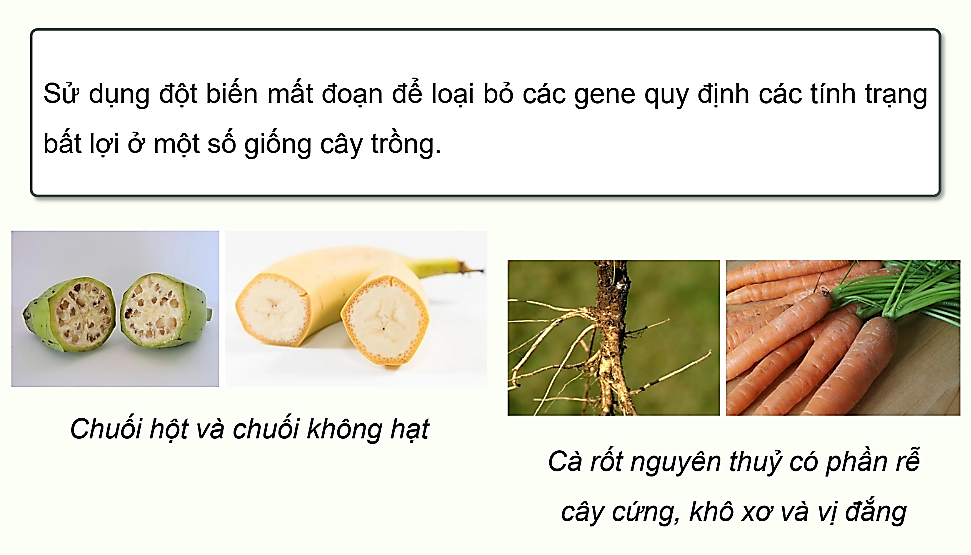 Sử dụng đột biến mất đoạn để loại bỏ các gene quy định các tính trạng
bất lợi ở một số giống cây trồng.
Chuối hột và chuối không hạt
Cà rốt nguyên thuỷ có phần rễ
cây cứng, khô xơ và vị đắng